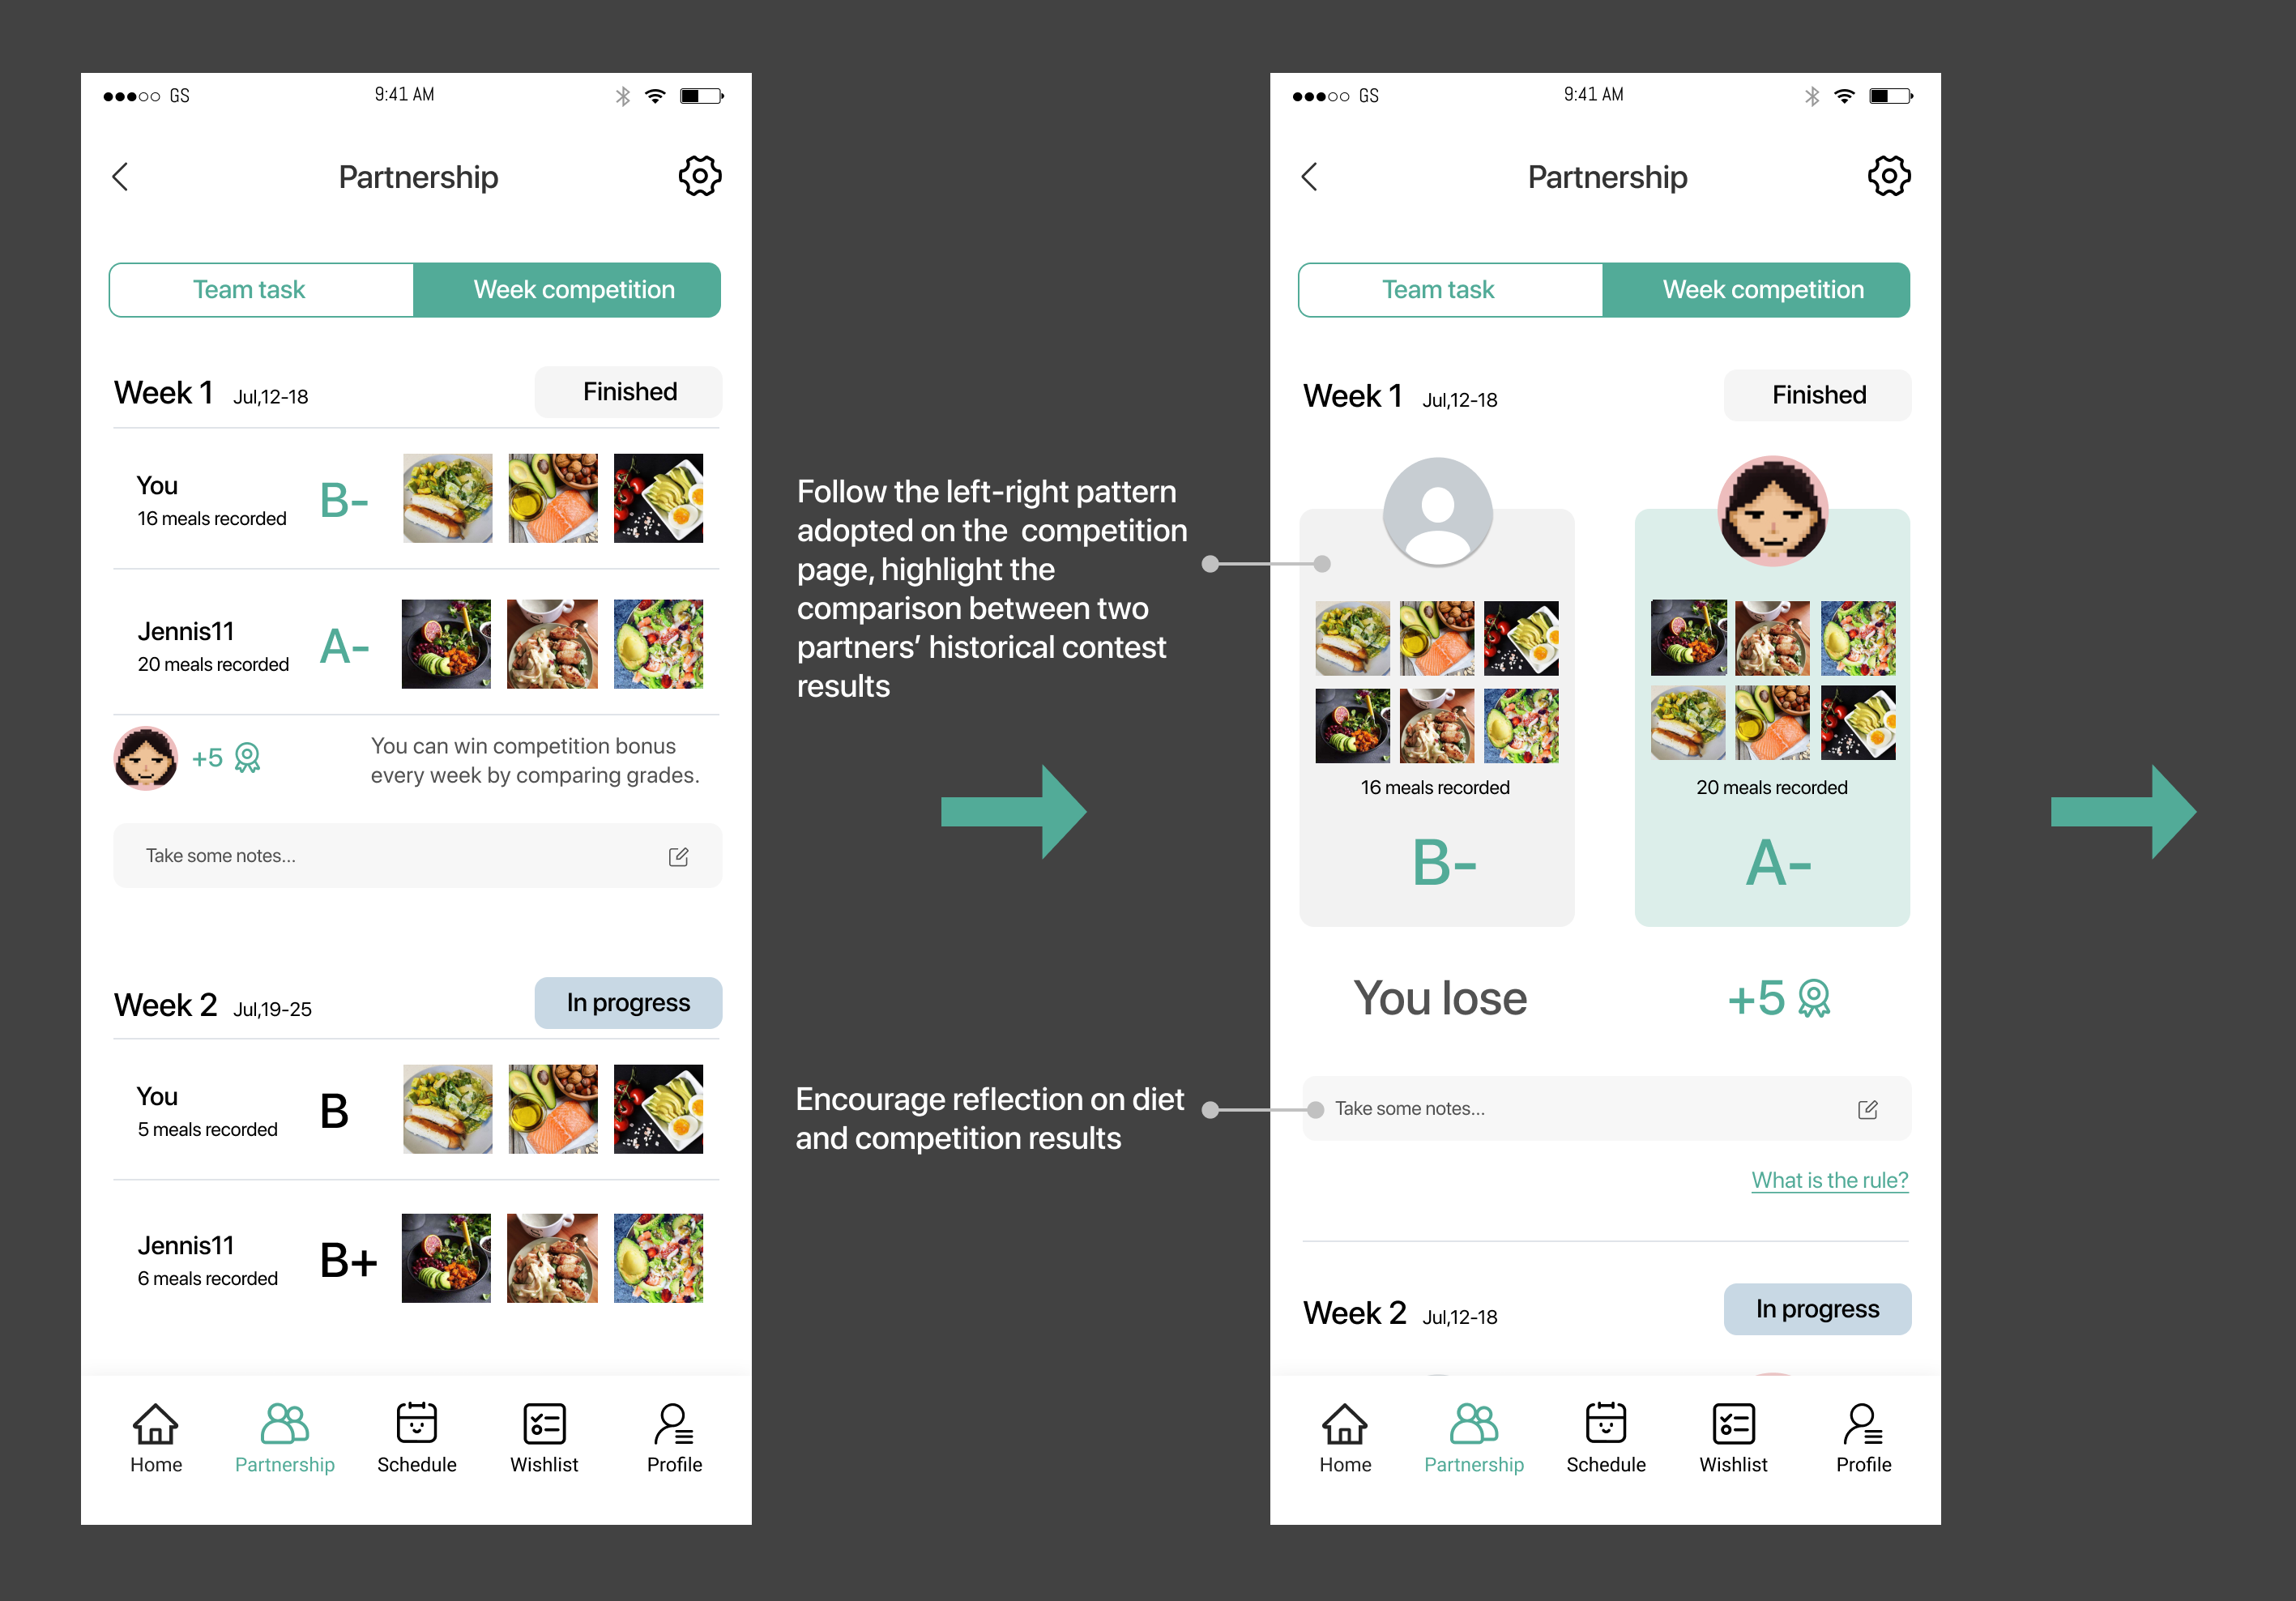 GS
9:41 AM
Partnership
Team task
Week competition
Week 1 Jul,12-18
Finished
You
16 meals recorded
B-
Jennis11
20 meals recorded
A-
+5
You can win competition bonus
every week by comparing grades.
Take some notes...
Week 2 Jul,19-25
In progress
You
5 meals recorded
B
Jennis11
6 meals recorded
B+
Home
Partnership
Schedule
Wishlist
Profile
Follow the left-right pattern
adopted on the competition
page, highlight the
comparison between two
partners’ historical contest
results
Encourage reflection on diet
and competition results
GS
9:41 AM
Partnership
Team task
Week competition
Week 1 Jul,12-18
Finished
16 meals recorded
B-
20 meals recorded
A-
You lose
+5
Take some notes...
What is the rule?
Week 2 Jul,12-18
In progress
Home
Partnership
Schedule
Wishlist
Profile